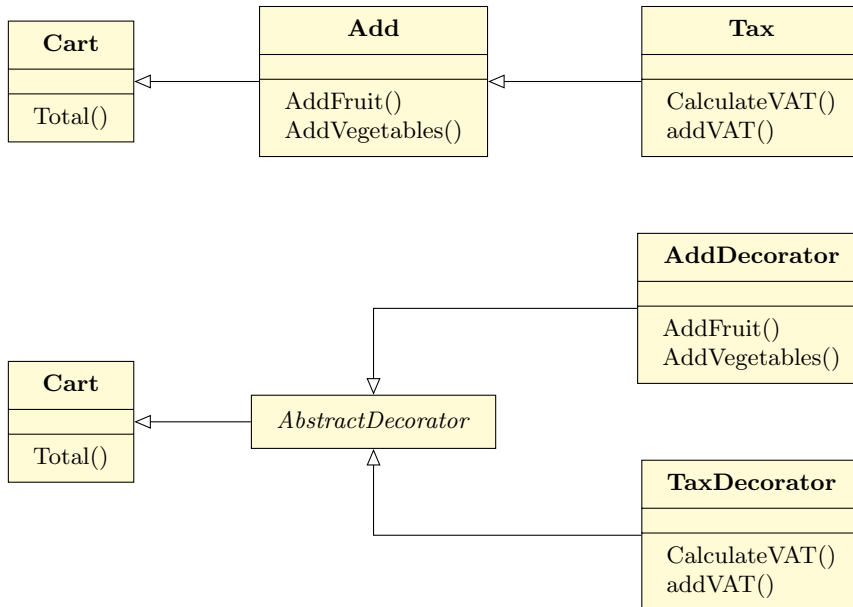 Cart
Total()
Add
AddFruit()
AddVegetables()
Tax
CalculateVAT()
addVAT()
Cart
Total()
AbstractDecorator
AddDecorator
AddFruit()
AddVegetables()
TaxDecorator
CalculateVAT()
addVAT()